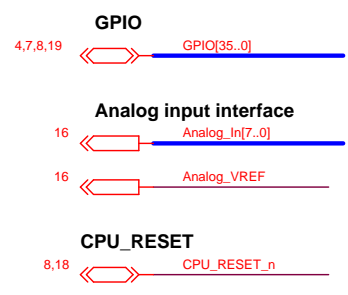 GPIO
4,7,8,19 GPIO[35..0]
Analog input interface
16 Analog_In[7..0]
16 Analog_VREF
CPU_RESET
8,18 CPU_RESET_n